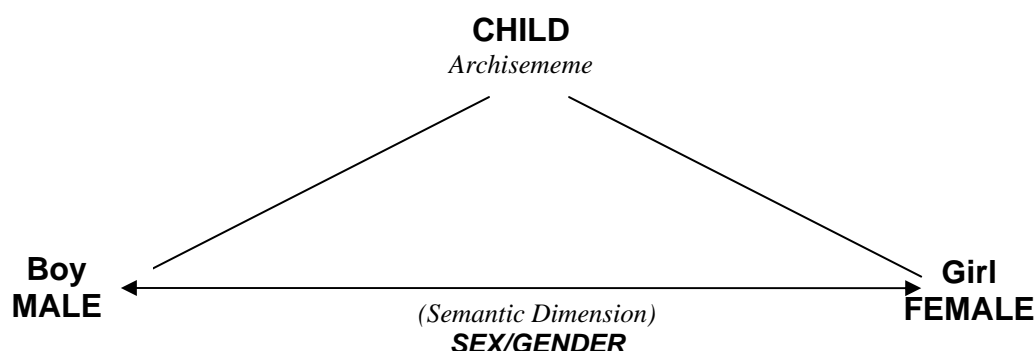 CHILD
Archisememe
Boy
MALE
Girl
FEMALE
(Semantic Dimension)
SEX/GENDER